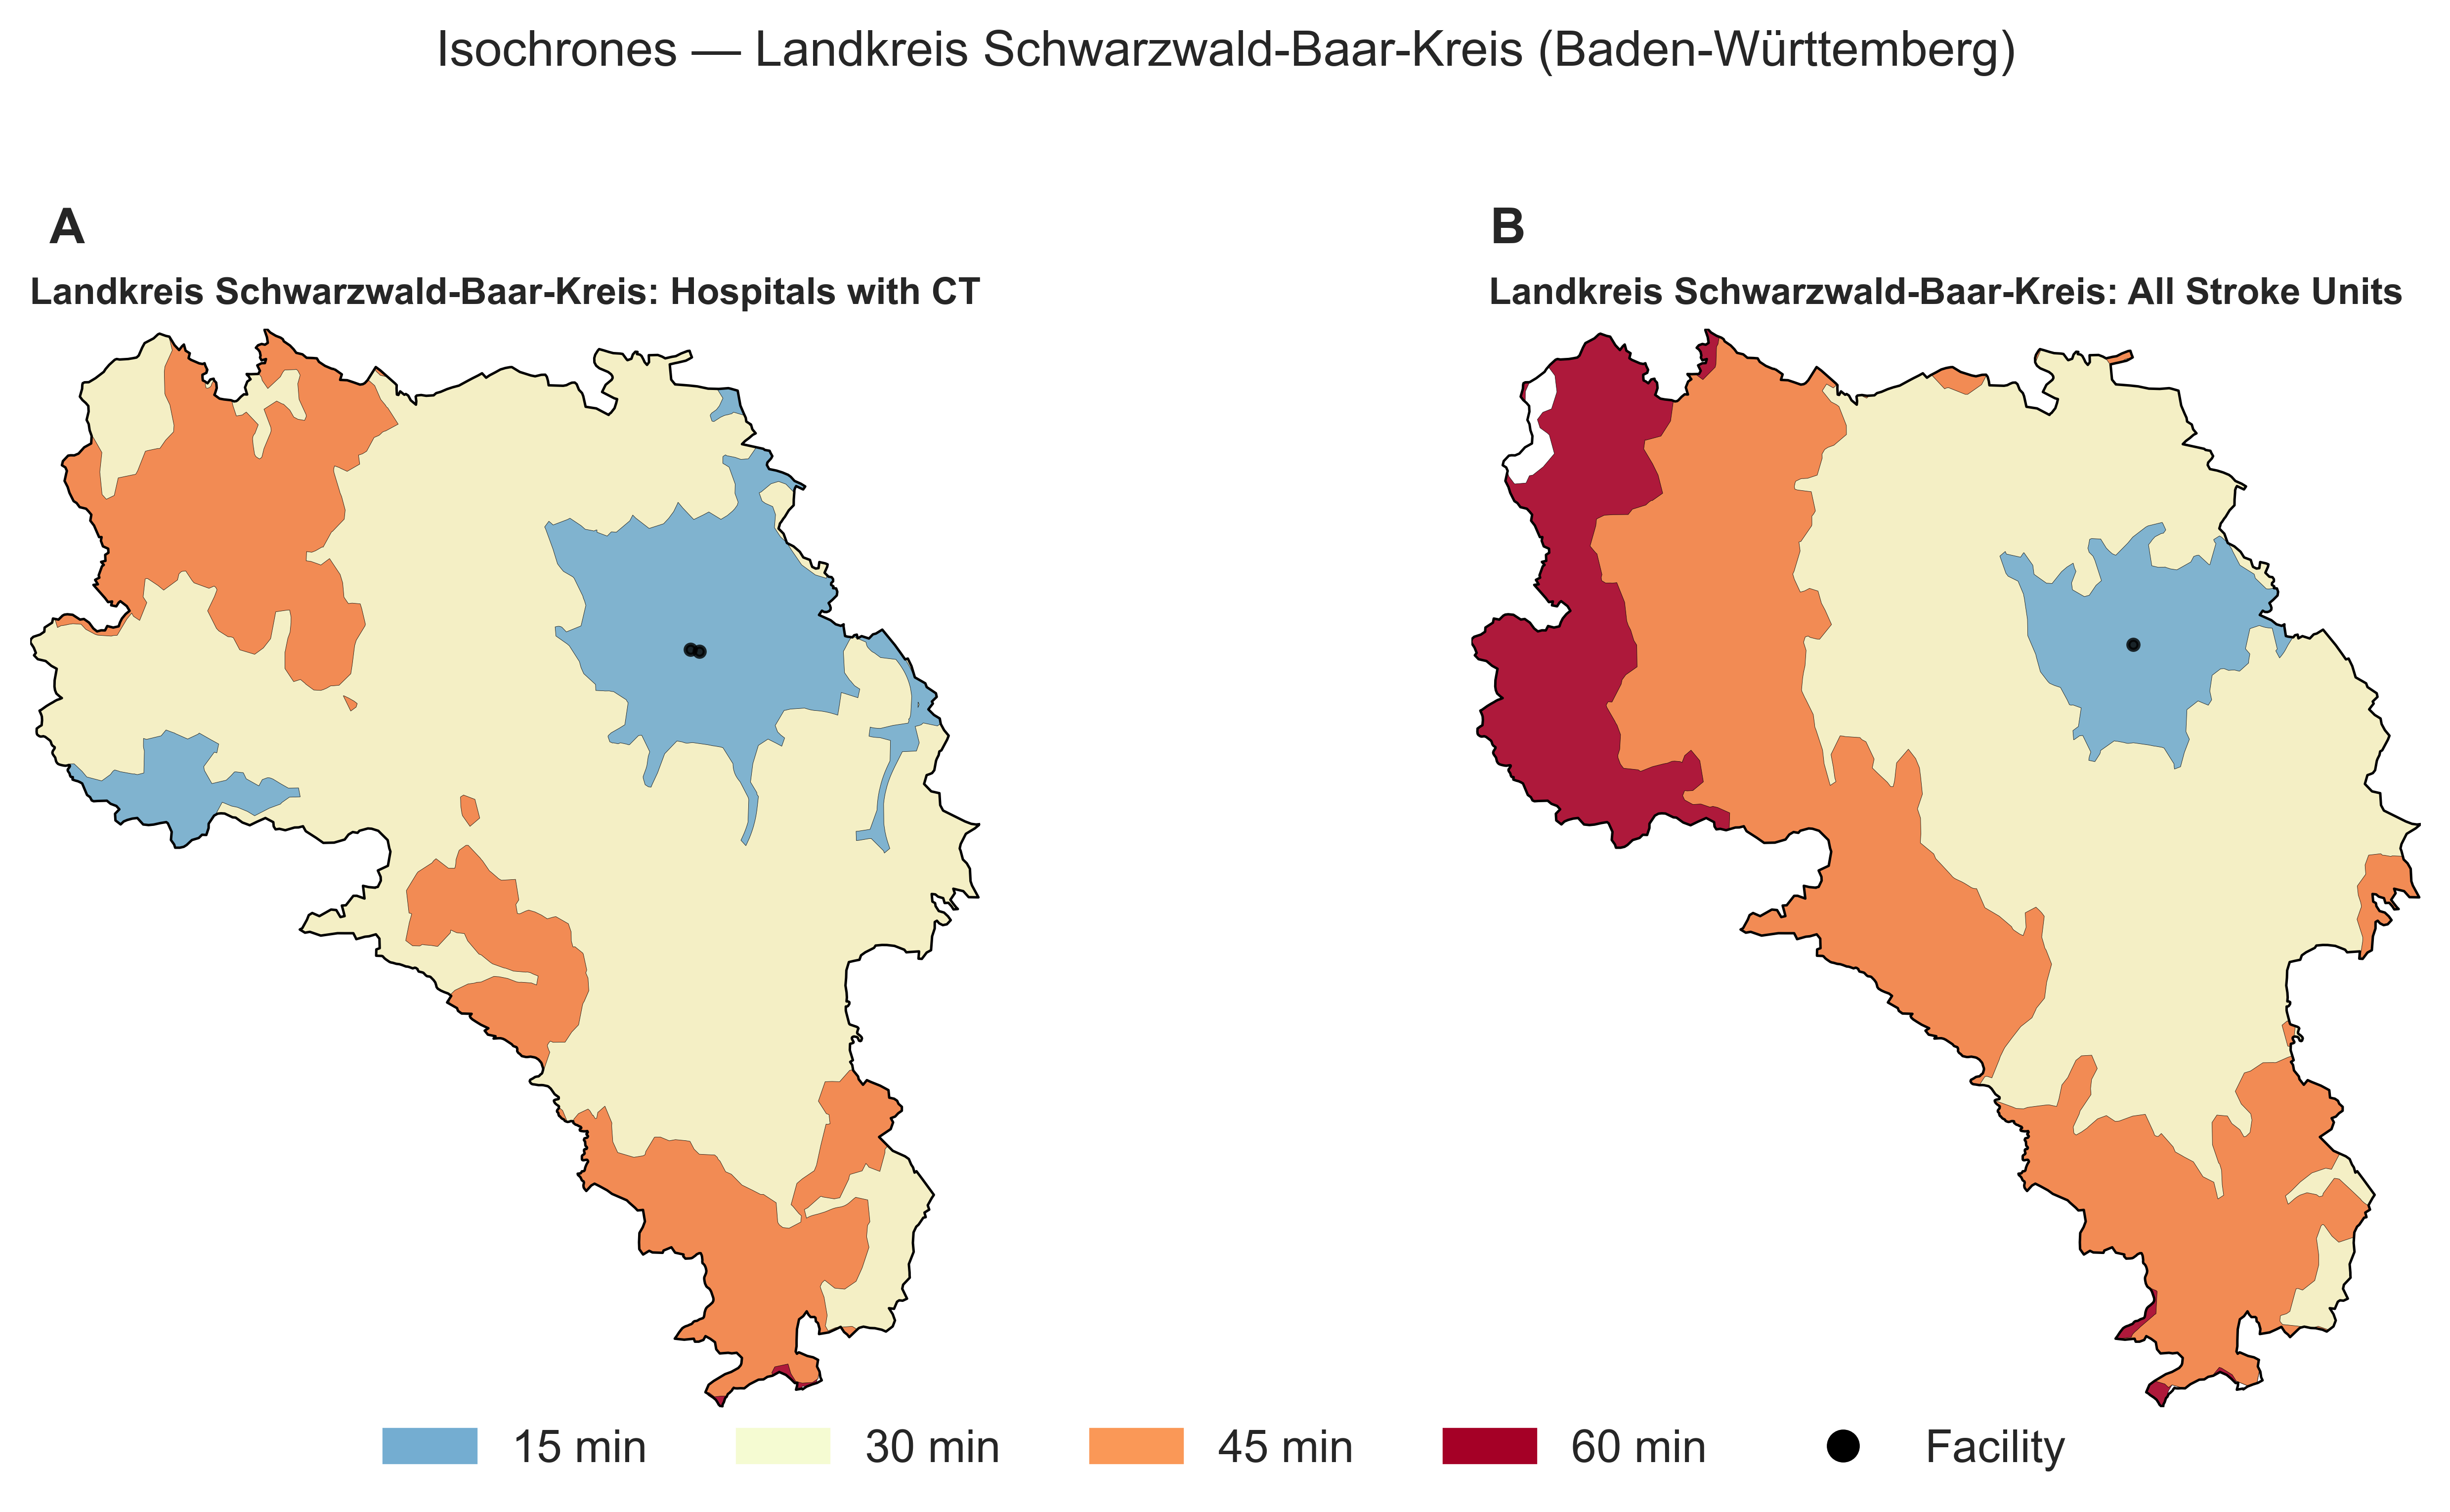 Isochrones — Landkreis Schwarzwald-Baar-Kreis (Baden-Württemberg)
A
Landkreis Schwarzwald-Baar-Kreis: Hospitals with CT
B
Landkreis Schwarzwald-Baar-Kreis: All Stroke Units
15 min
30 min
45 min
60 min
Facility